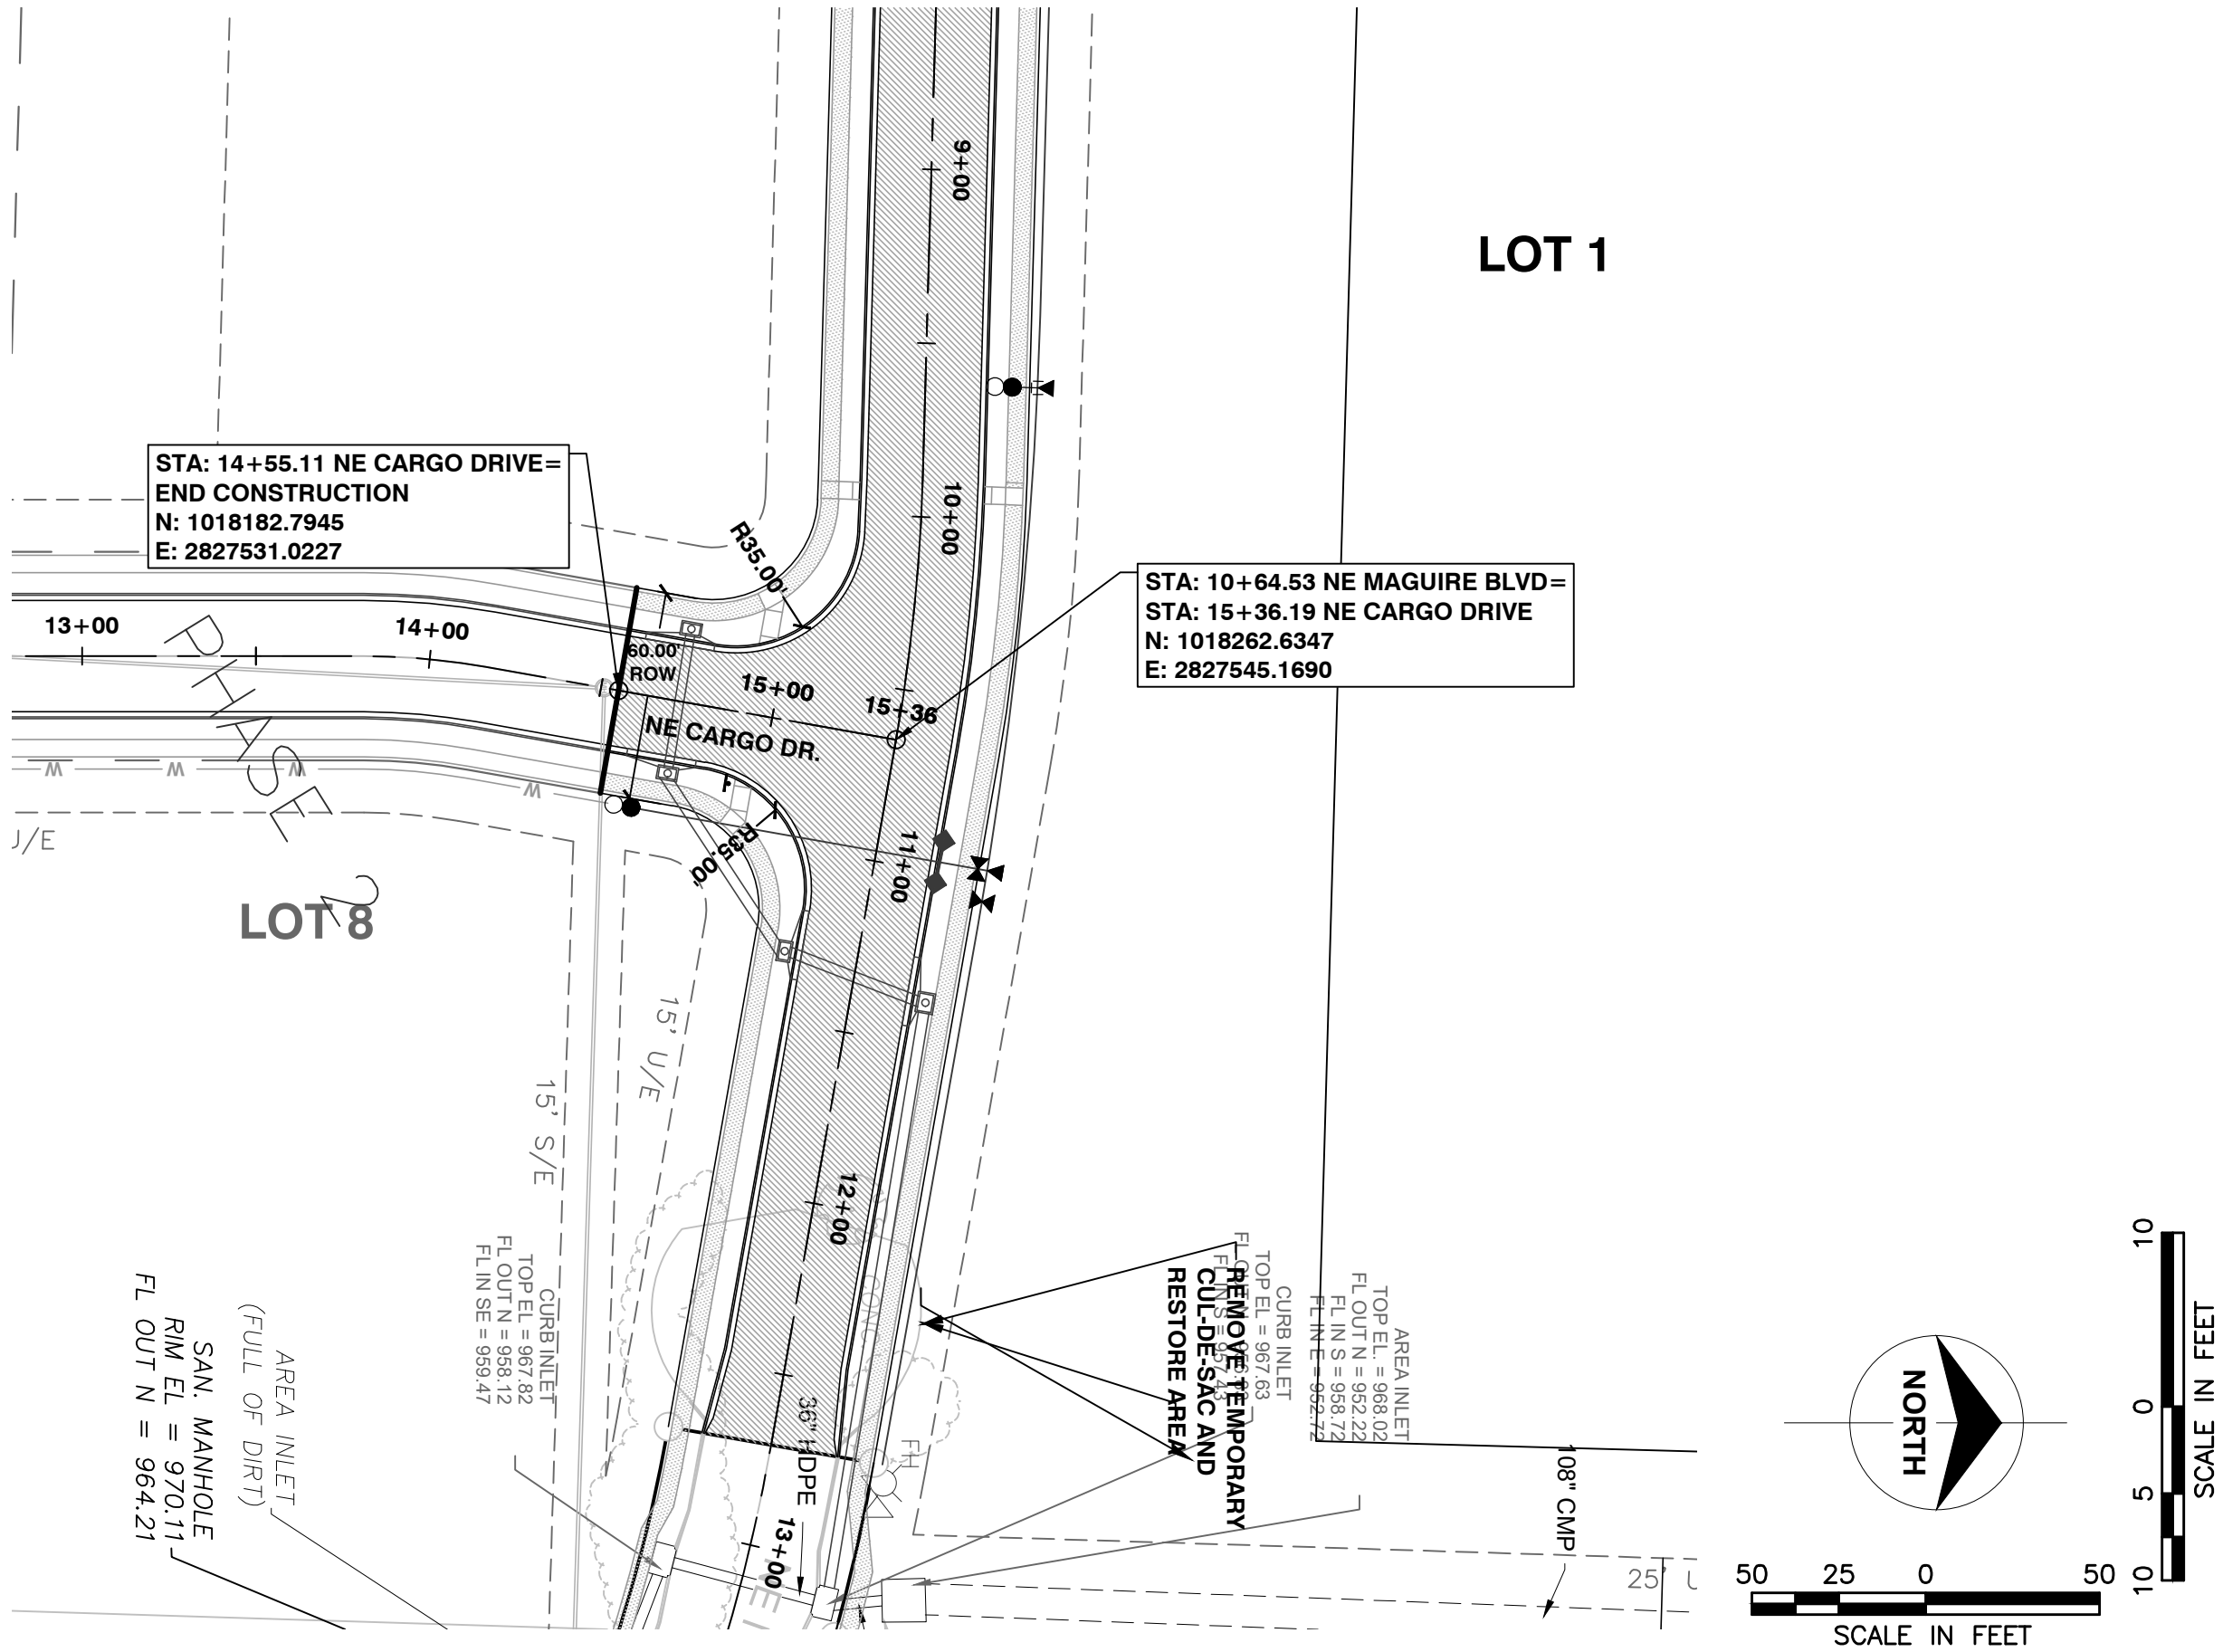 9+00
LOT 1
STA: 14+55.11 NE CARGO DRIVE=
END CONSTRUCTION
N: 1018182.7945
E: 2827531.0227
R35.00'
10+00
STA: 10+64.53 NE MAGUIRE BLVD=
STA: 15+36.19 NE CARGO DRIVE
N: 1018262.6347
E: 2827545.1690
13+00
14+00
60.00'
ROW
15+00
15+36
NE CARGO DR.
PHASE 2
W
W
W
W
U/E
R35.00'
11+00
LOT 8
15' U/E
15' S/E
12+00
CURB INLET
TOP EL = 967.82
FL OUT N = 958.12
FL IN SE = 959.47
AREA INLET
(FULL OF DIRT)
SAN. MANHOLE
RIM EL = 970.11
FL OUT N = 964.21
36" HDPE
13+00
CONC
FH
REMOVE TEMPORARY
CUL-DE-SAC AND
RESTORE AREA
CURB INLET
TOP EL = 967.63
AREA INLET
TOP EL. = 968.02
FL OUT N = 952.22
FL IN S = 958.72
FL IN E = 952.72
108" CMP
25' U
NORTH
50 25 0 50
SCALE IN FEET
10 0 5 10
SCALE IN FEET